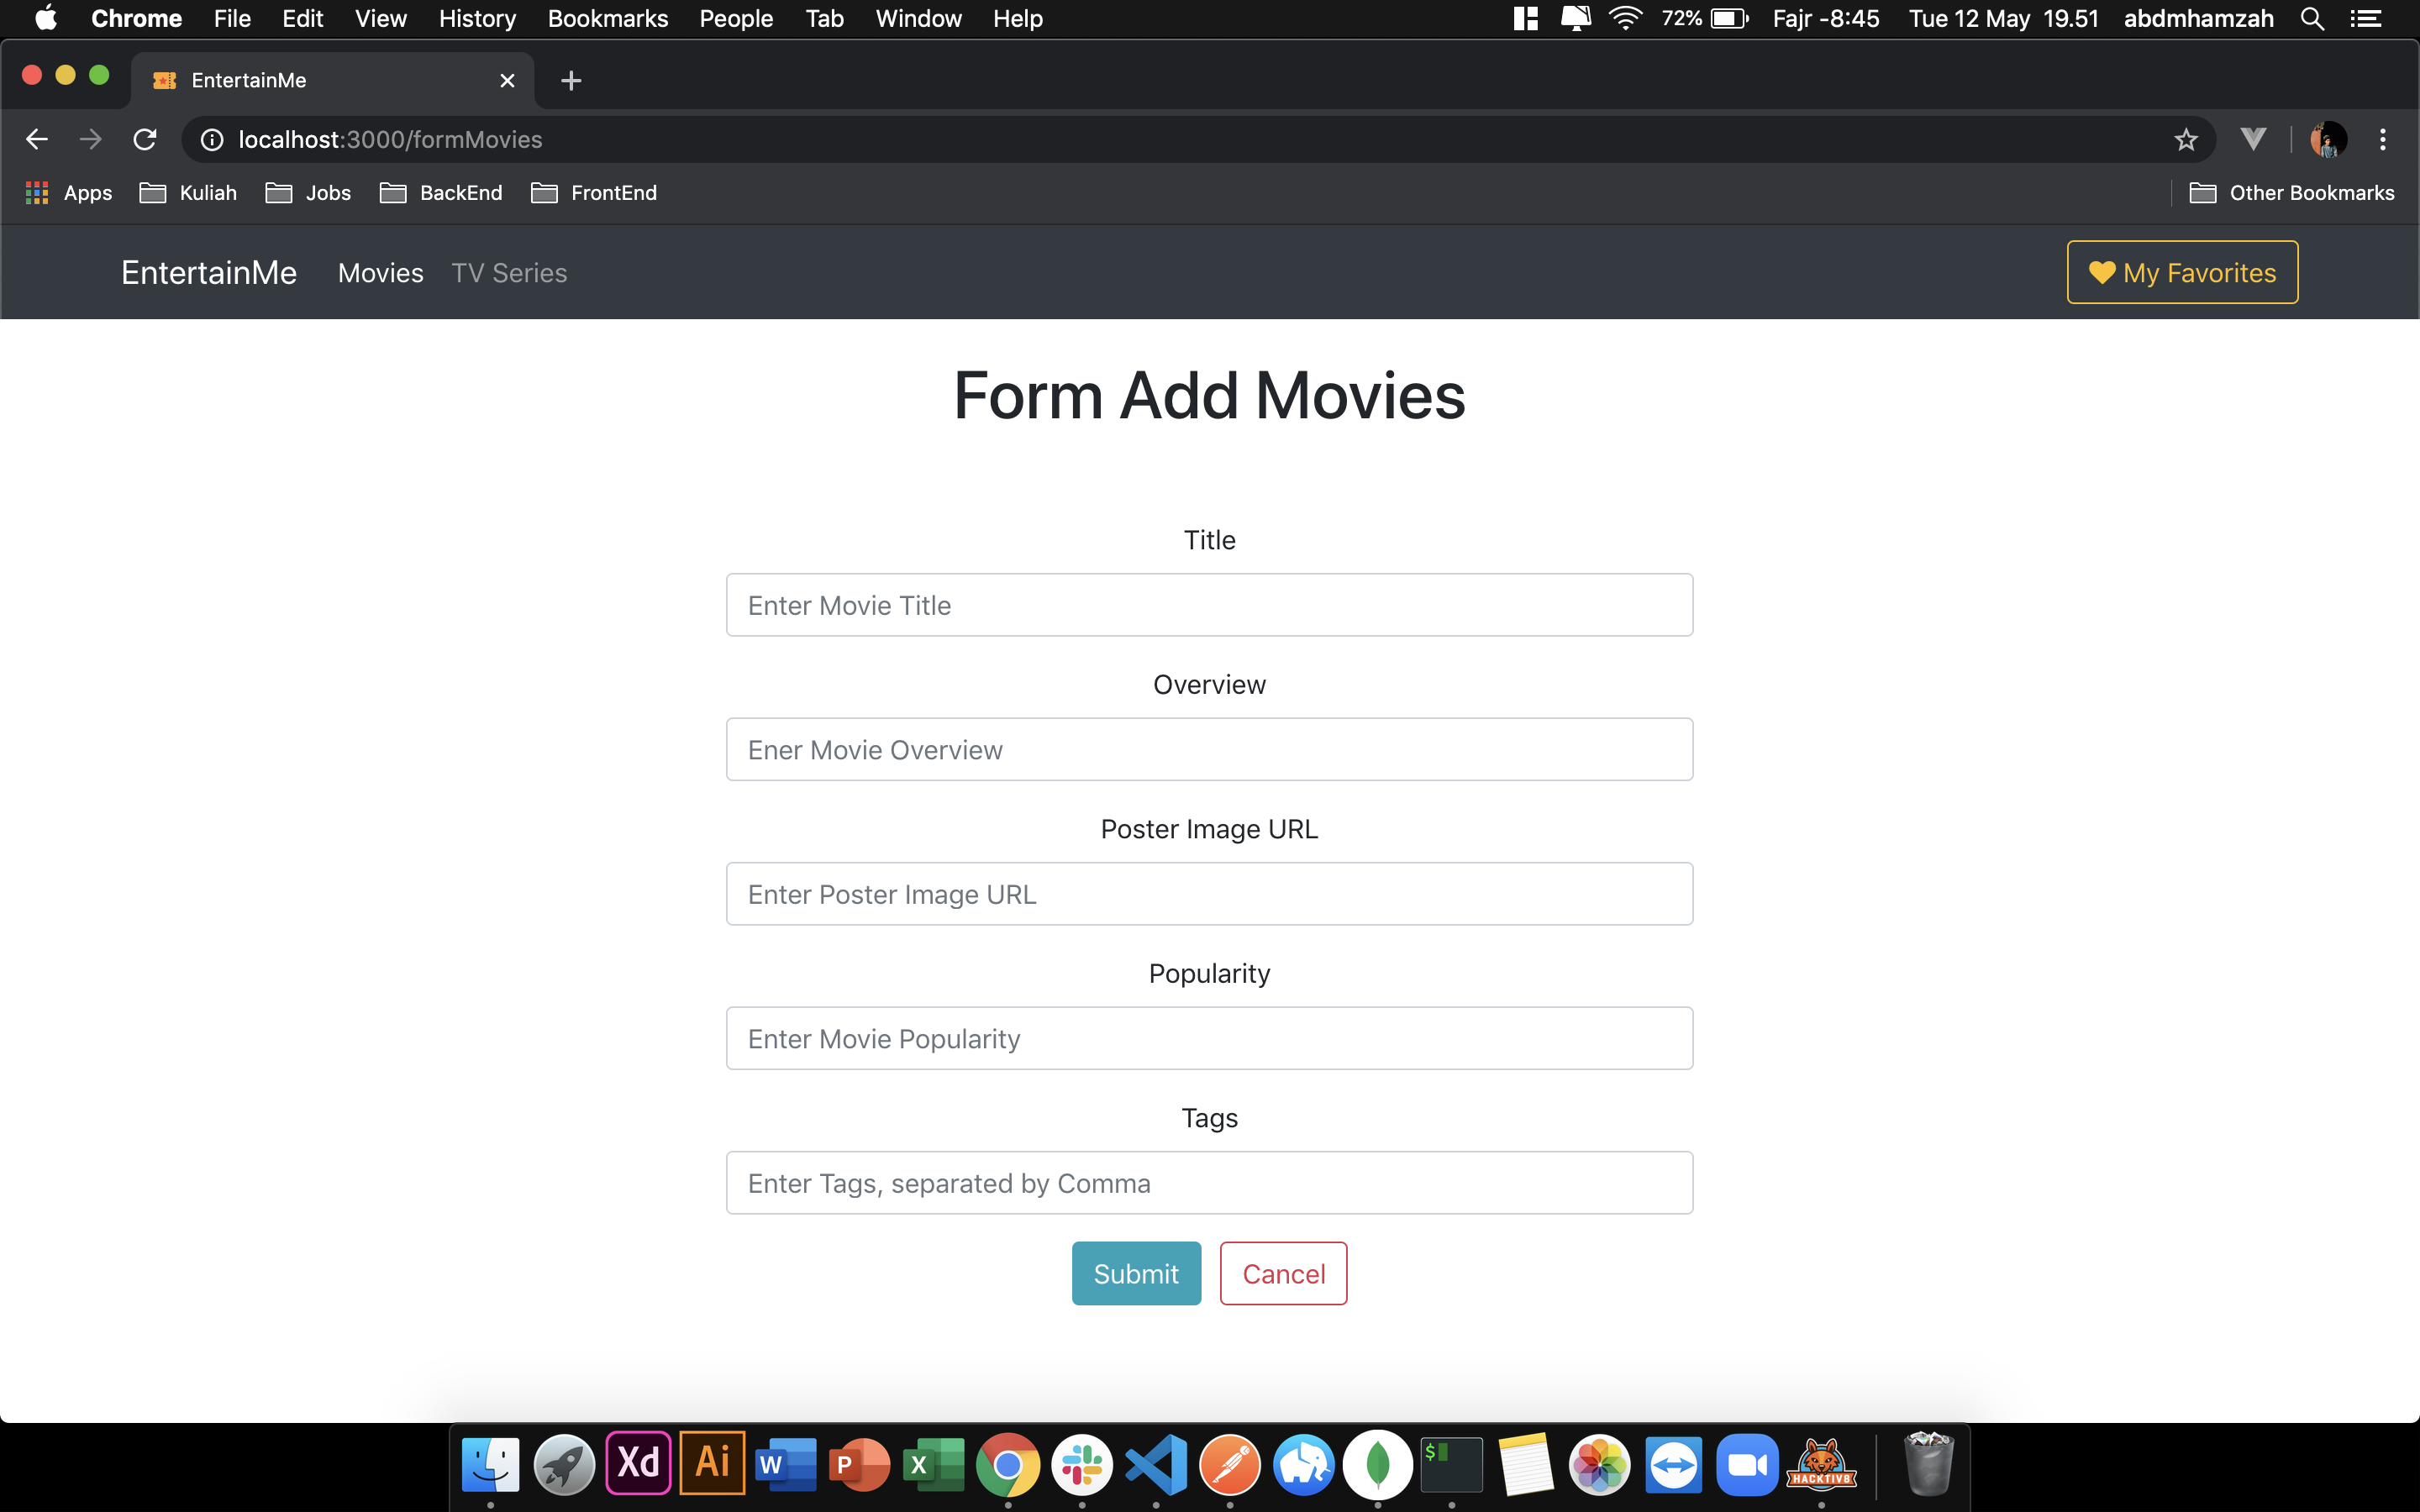 Chrome File Edit View History Bookmarks People Tab Window Help 72% Fajr -8:45 Tue 12 May 19.51 abdmhamzah
EntertainMe
localhost:3000/formMovies
Apps Kuliah Jobs BackEnd FrontEnd Other Bookmarks
EntertainMe Movies TV Series My Favorites
Form Add Movies
Title
Enter Movie Title
Overview
Ener Movie Overview
Poster Image URL
Enter Poster Image URL
Popularity
Enter Movie Popularity
Tags
Enter Tags, separated by Comma
Submit Cancel
Xd Ai W P X $ HACKTIV8